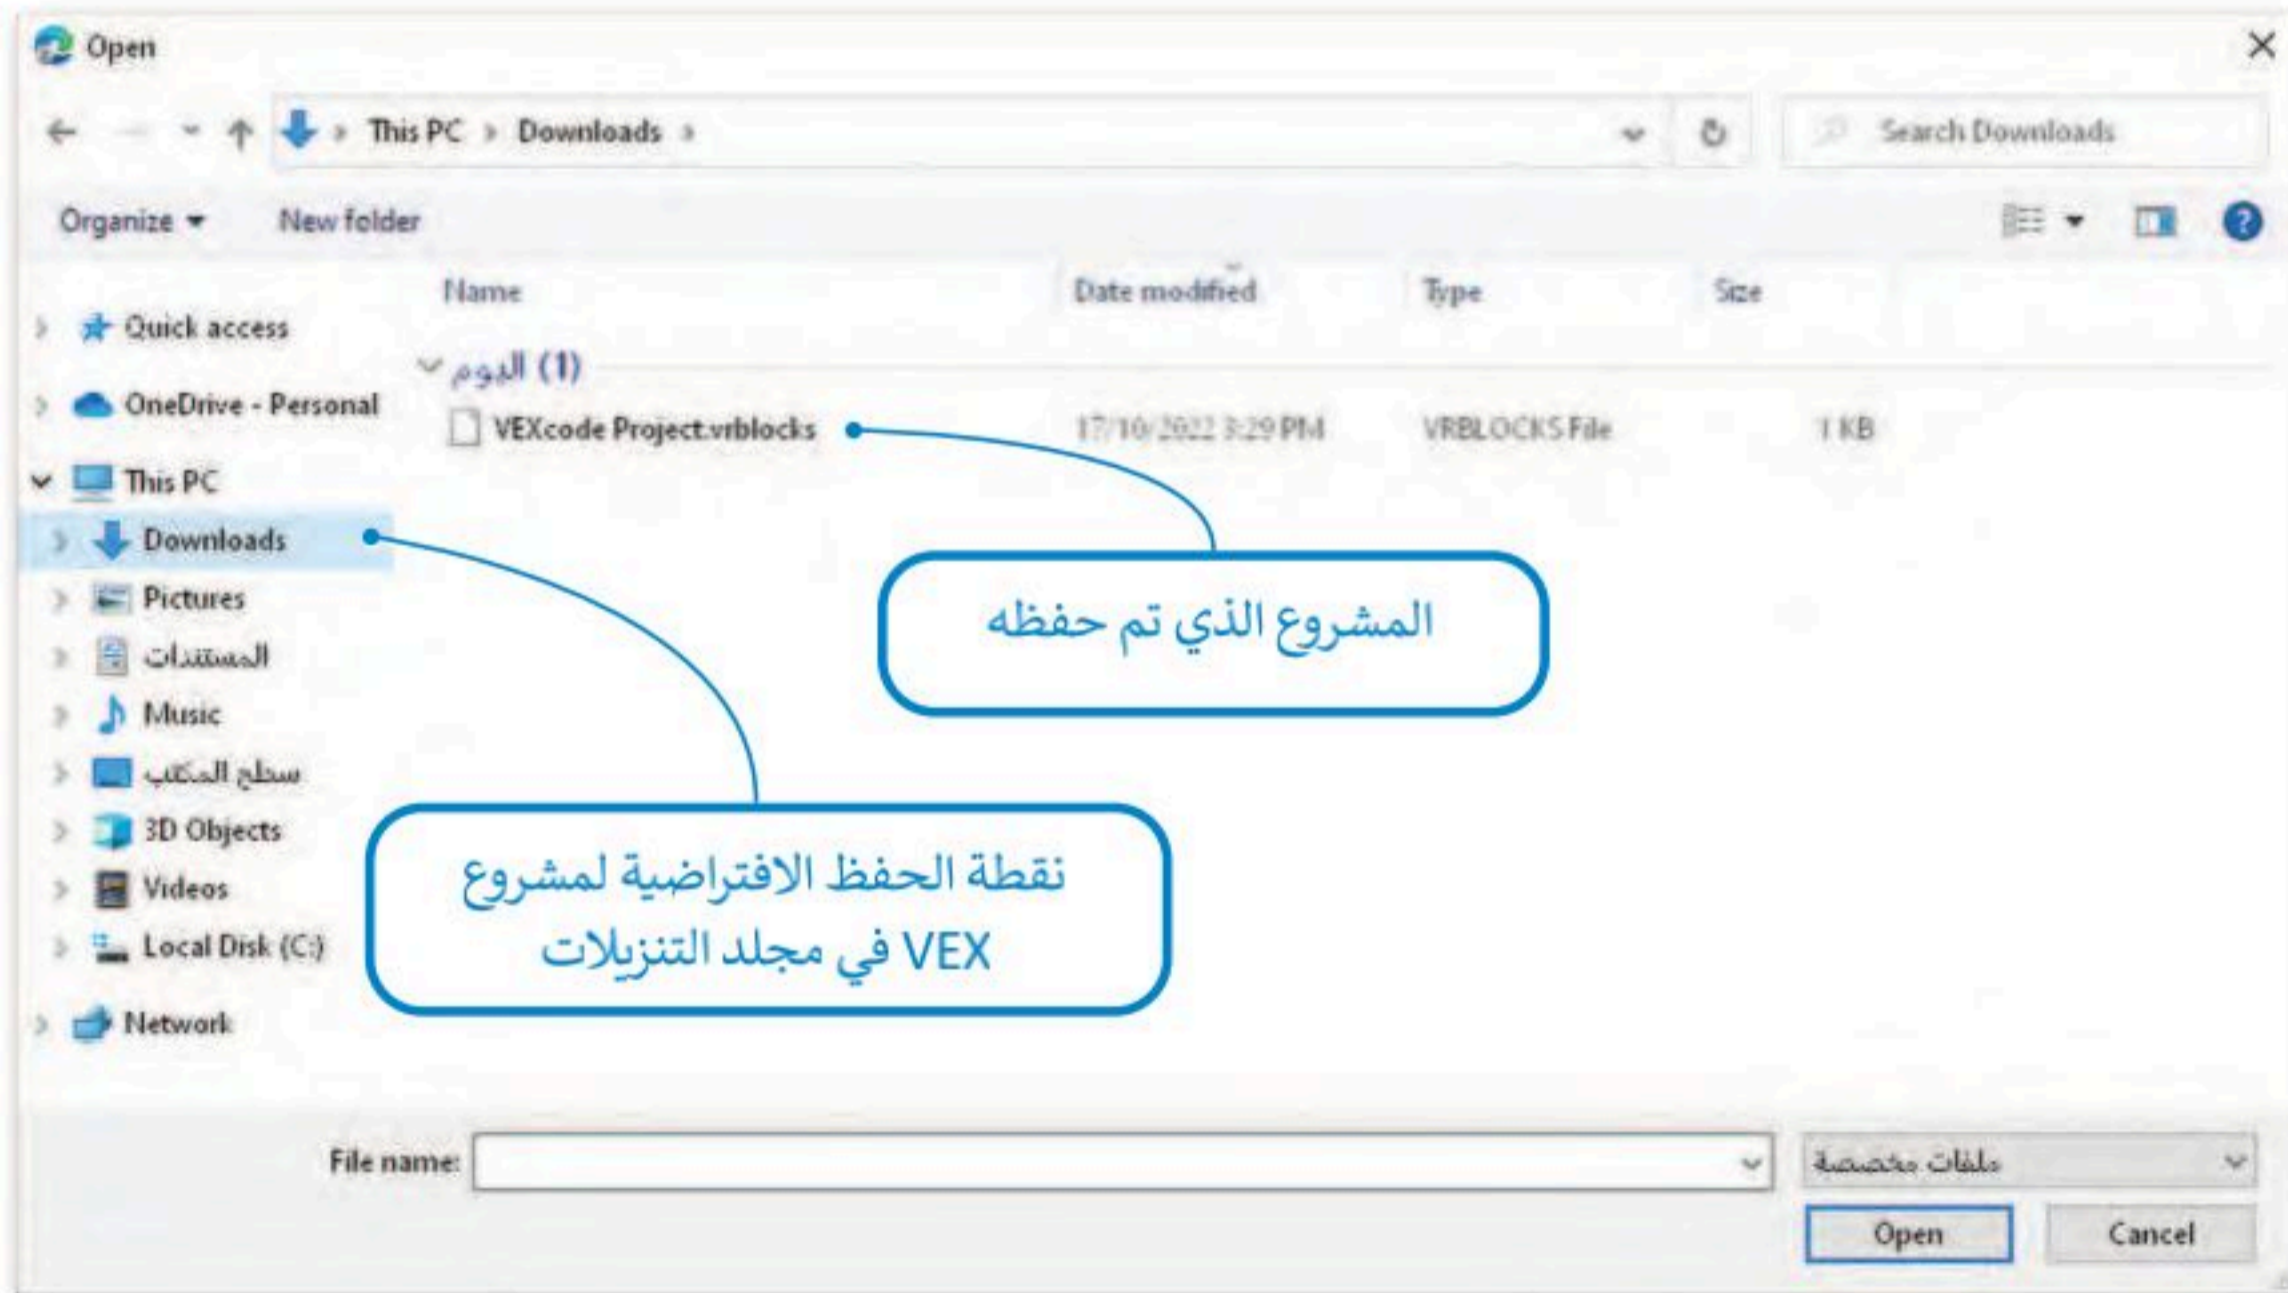 Open
This PC > Downloads >
Search Downloads
Organize
New folder
Name
Date modified
Type
Size
Quick access
OneDrive - Personal
This PC
Downloads
Pictures
المستندات
Music
سطح المكتب
3D Objects
Videos
Local Disk (C:)
Network
اليوم (1)
VEXcode Project.vrblocks
17/10/2022 3:29 PM
VRBLOCKS File
1 KB
المشروع الذي تم حفظه
نقطة الحفظ الافتراضية لمشروع
VEX في مجلد التنزيلات
File name:
ملفات مخصصة
Open
Cancel